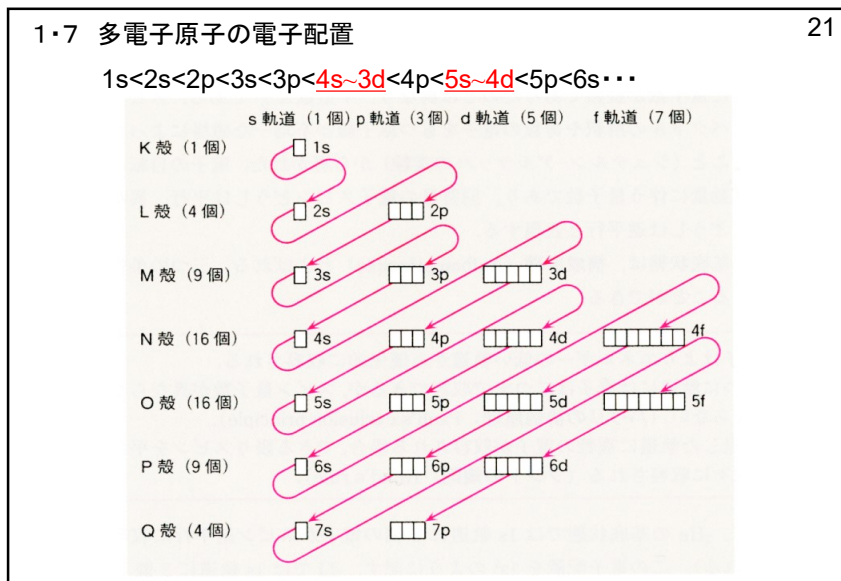 1・7 多電子原子の電子配置
21
1s<2s<2p<3s<3p<4s~3d<4p<5s~4d<5p<6s・・・
s 軌道 (1 個) p 軌道 (3 個) d 軌道 (5 個) f 軌道 (7 個)
K 殻 (1 個) 1s
L 殻 (4 個) 2s 2p
M 殻 (9 個) 3s 3p 3d
N 殻 (16 個) 4s 4p 4d 4f
O 殻 (16 個) 5s 5p 5d 5f
P 殻 (9 個) 6s 6p 6d
Q 殻 (4 個) 7s 7p